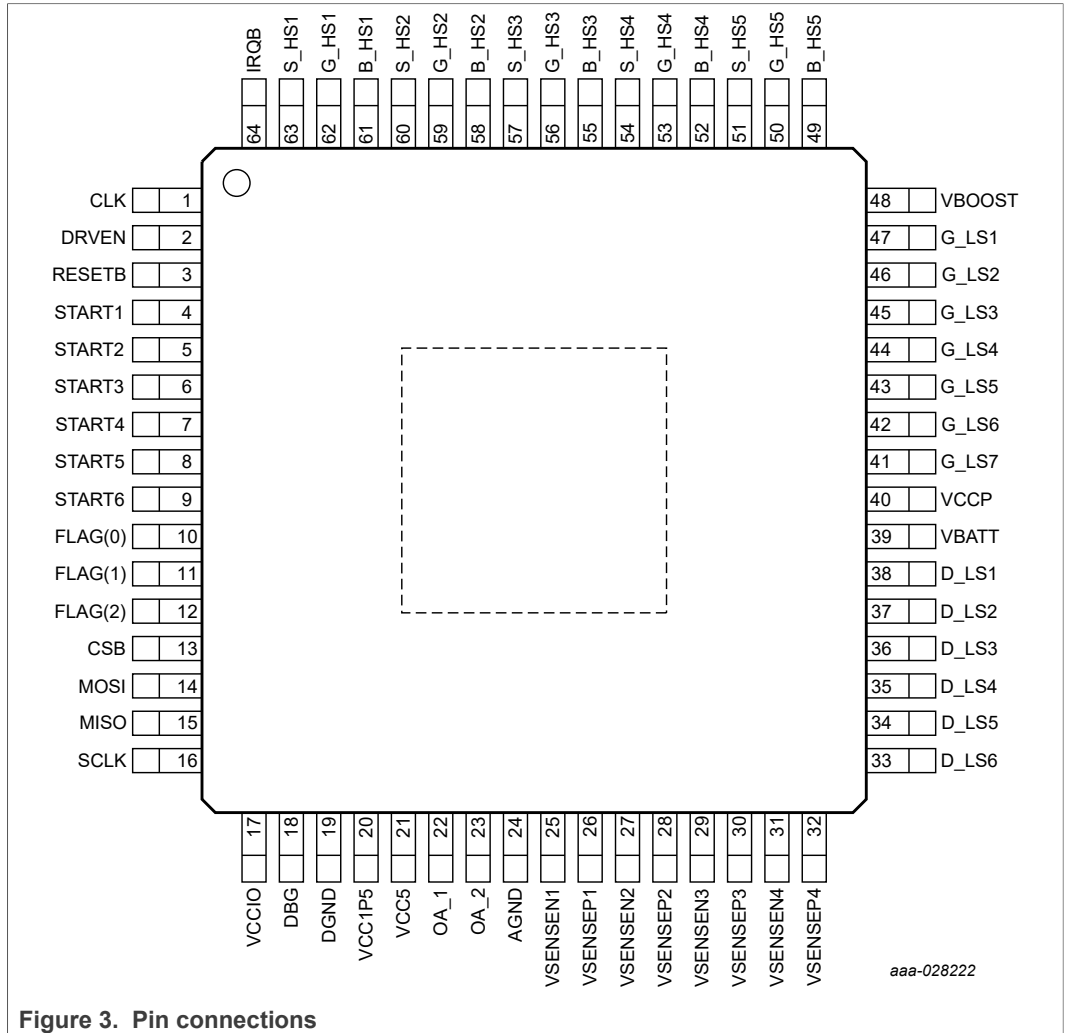 IRQB
S_HS1
G_HS1
B_HS1
S_HS2
G_HS2
B_HS2
S_HS3
G_HS3
B_HS3
S_HS4
G_HS4
B_HS4
S_HS5
G_HS5
B_HS5
64
63
62
61
60
59
58
57
56
55
54
53
52
51
50
49
CLK 1
DRVEN 2
RESETB 3
START1 4
START2 5
START3 6
START4 7
START5 8
START6 9
FLAG(0) 10
FLAG(1) 11
FLAG(2) 12
CSB 13
MOSI 14
MISO 15
SCLK 16
48 VBOOST
47 G_LS1
46 G_LS2
45 G_LS3
44 G_LS4
43 G_LS5
42 G_LS6
41 G_LS7
40 VCCP
39 VBATT
38 D_LS1
37 D_LS2
36 D_LS3
35 D_LS4
34 D_LS5
33 D_LS6
17
18
19
20
21
22
23
24
25
26
27
28
29
30
31
32
VCCIO
DBG
DGND
VCC1P5
VCC5
OA_1
OA_2
AGND
VSENSEN1
VSENSEP1
VSENSEN2
VSENSEP2
VSENSEN3
VSENSEP3
VSENSEN4
VSENSEP4
aaa-028222
Figure 3. Pin connections